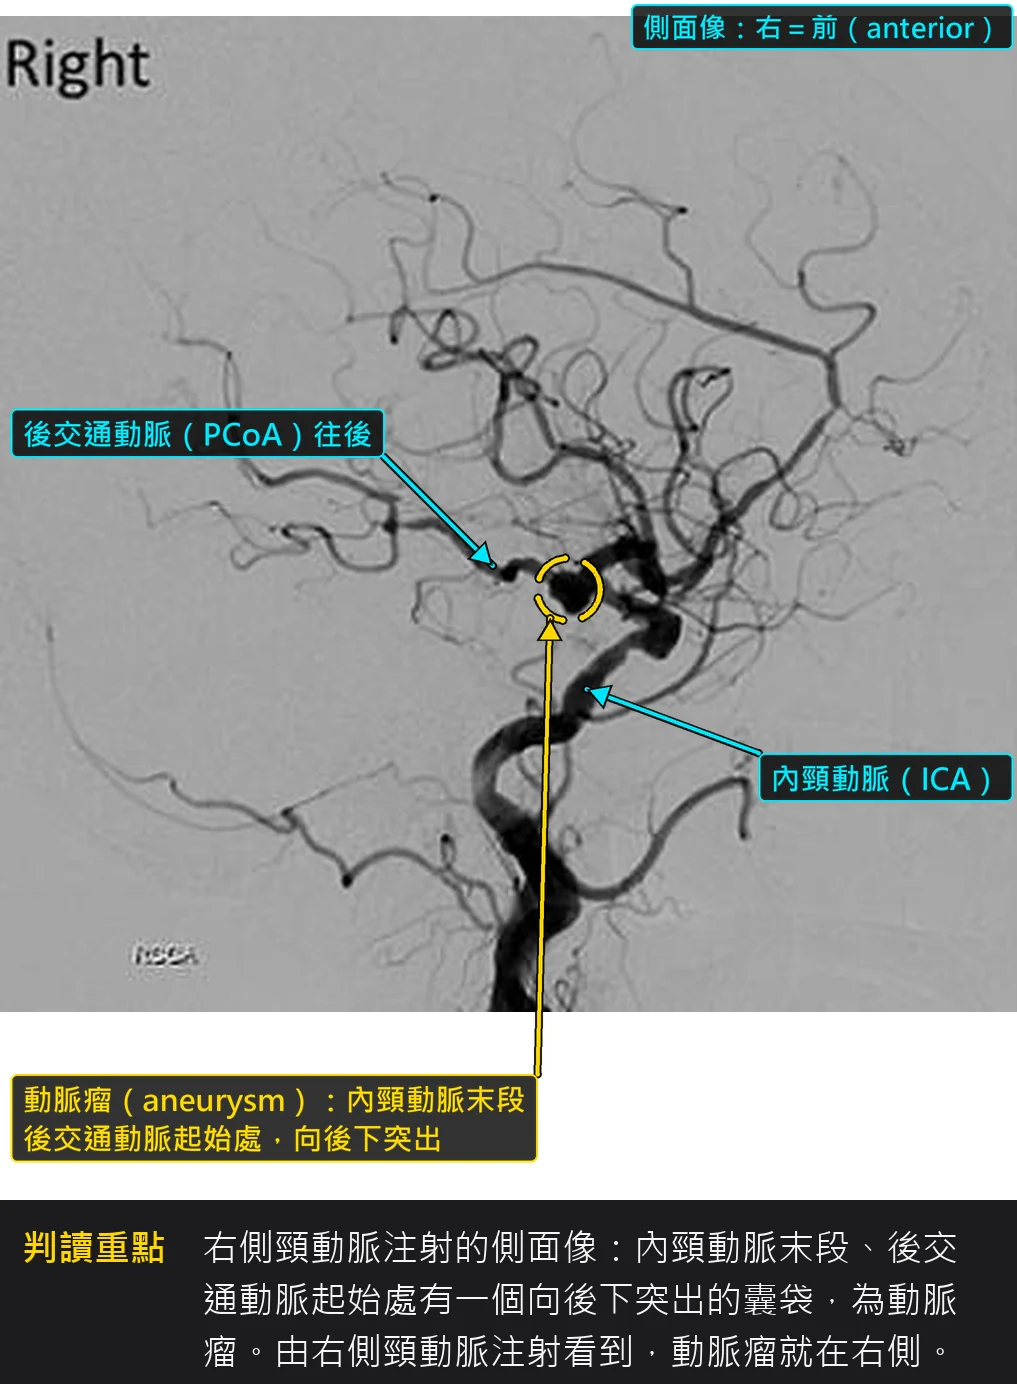 側面像：右＝前（anterior）
Right
後交通動脈（PCoA）往後
內頸動脈（ICA）
RCCA
動脈瘤（aneurysm）：內頸動脈末段
後交通動脈起始處，向後下突出
判讀重點
右側頸動脈注射的側面像：內頸動脈末段、後交
通動脈起始處有一個向後下突出的囊袋，為動脈
瘤。由右側頸動脈注射看到，動脈瘤就在右側。